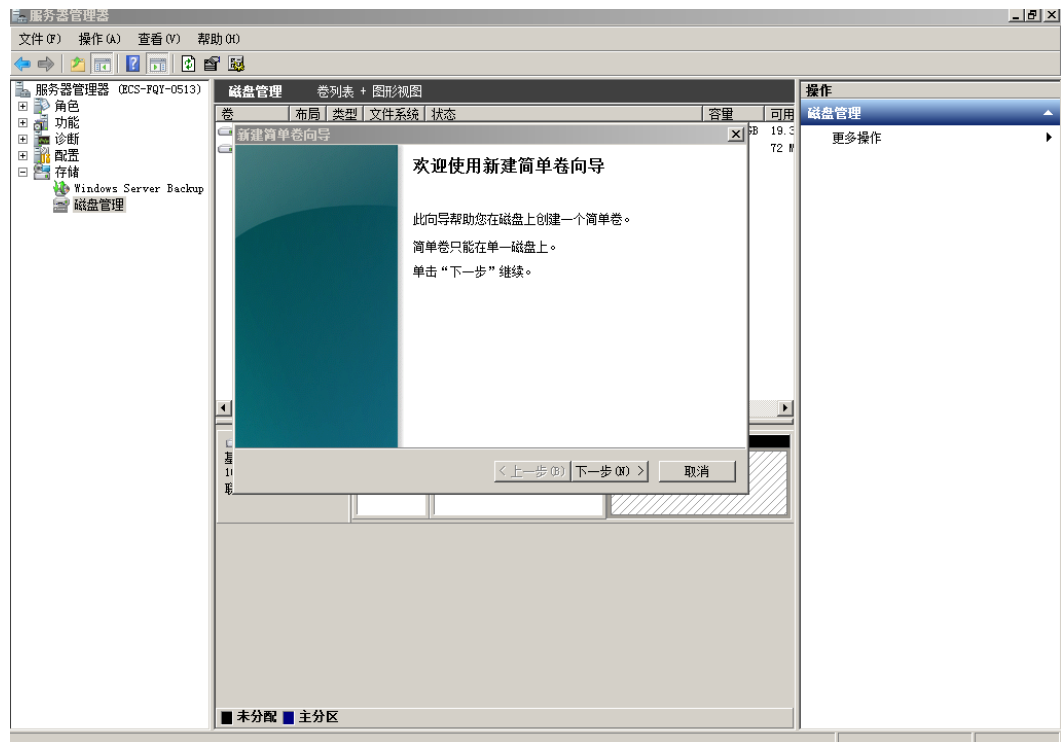 服务器管理器
文件(F) 操作(A) 查看(V) 帮助(H)
服务器管理器 (ECS-FQY-0513)
角色
功能
诊断
配置
存储
Windows Server Backup
磁盘管理
磁盘管理 卷列表 + 图形视图
卷 布局 类型 文件系统 状态 容量 可用
GB 19.3
72 M
新建简单卷向导
欢迎使用新建简单卷向导
此向导帮助您在磁盘上创建一个简单卷。
简单卷只能在单一磁盘上。
单击“下一步”继续。
< 上一步(B) 下一步(N) > 取消
基
10
联
未分配 主分区
操作
磁盘管理
更多操作